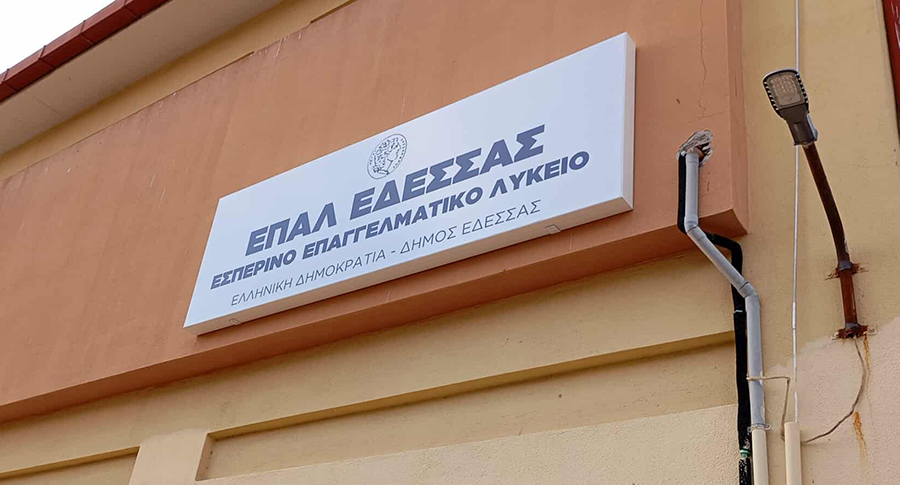 ΕΠΑΛ ΕΔΕΣΣΑΣ
ΕΣΠΕΡΙΝΟ ΕΠΑΓΓΕΛΜΑΤΙΚΟ ΛΥΚΕΙΟ
ΕΛΛΗΝΙΚΗ ΔΗΜΟΚΡΑΤΙΑ - ΔΗΜΟΣ ΕΔΕΣΣΑΣ